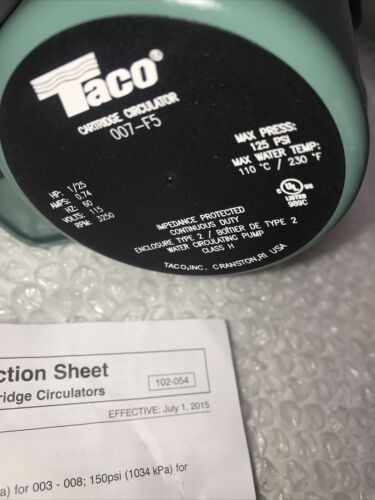 Taco®
CARTRIDGE CIRCULATOR
007-F5
MAX PRESS:
125 PSI
MAX WATER TEMP:
110 °C / 230 °F
HP: 1/25
AMPS: 0.74
HZ: 60
VOLTS: 115
RPM: 3250
UL
LISTED
999C
IMPEDANCE PROTECTED
CONTINUOUS DUTY
ENCLOSURE TYPE 2 / BOÎTIER DE TYPE 2
WATER CIRCULATING PUMP
CLASS H
TACO,INC, CRANSTON,RI USA
ction Sheet
ridge Circulators
102-054
EFFECTIVE: July 1, 2015
a) for 003 - 008; 150psi (1034 kPa) for